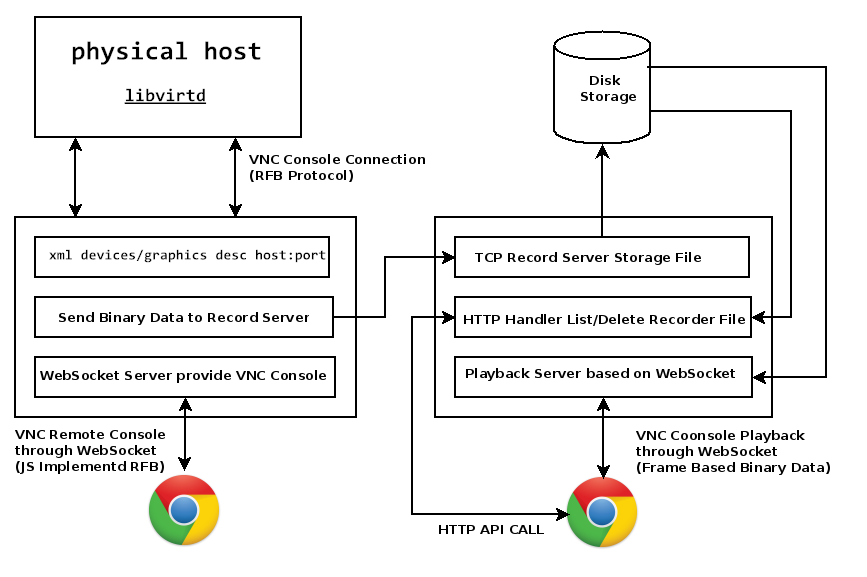 physical host
libvirtd
Disk
Storage
VNC Console Connection
(RFB Protocol)
xml devices/graphics desc host:port
Send Binary Data to Record Server
WebSocket Server provide VNC Console
TCP Record Server Storage File
HTTP Handler List/Delete Recorder File
Playback Server based on WebSocket
VNC Remote Console
through WebSocket
(JS Implementd RFB)
VNC Coonsole Playback
through WebSocket
(Frame Based Binary Data)
HTTP API CALL